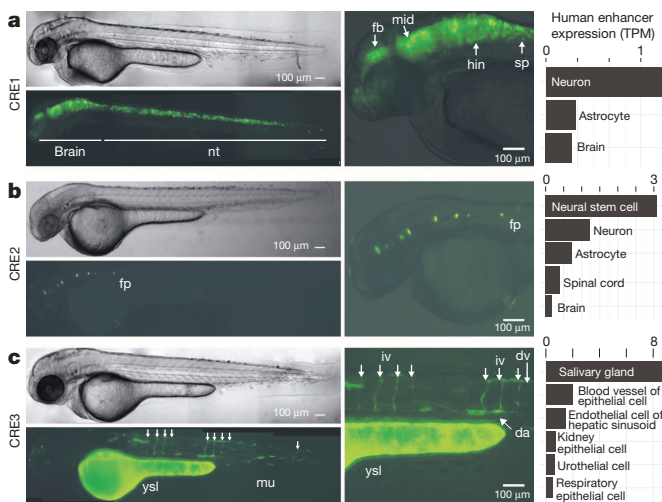 a
CRE1
100 μm
Brain
nt
fb
mid
hin
sp
100 μm
Human enhancer
expression (TPM)
0 1
Neuron
Astrocyte
Brain
b
CRE2
100 μm
fp
fp
100 μm
0 3
Neural stem cell
Neuron
Astrocyte
Spinal cord
Brain
c
CRE3
100 μm
ysl
mu
iv
iv
dv
da
ysl
100 μm
0 8
Salivary gland
Blood vessel of
epithelial cell
Endothelial cell of
hepatic sinusoid
Kidney
epithelial cell
Urothelial cell
Respiratory
epithelial cell